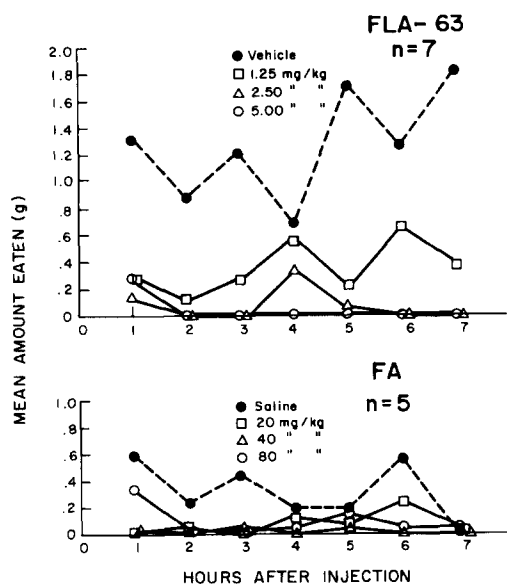 FLA-63
n=7
2.0
1.8
1.6
1.4
1.2
1.0
.8
.6
.4
.2
0
Vehicle
1.25 mg/kg
2.50 " "
5.00 " "
0 1 2 3 4 5 6 7
MEAN AMOUNT EATEN (g)
FA
n=5
1.0
.8
.6
.4
.2
0
Saline
20 mg/kg
40 " "
80 " "
0 1 2 3 4 5 6 7
HOURS AFTER INJECTION